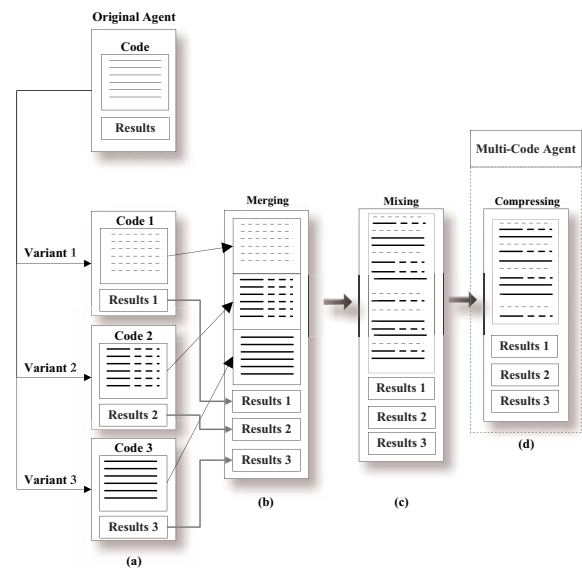 Original Agent
Code
Results
Multi-Code Agent
Merging
Mixing
Compressing
Code 1
Variant 1
Results 1
Code 2
Variant 2
Results 2
Code 3
Variant 3
Results 3
Results 1
Results 2
Results 3
Results 1
Results 2
Results 3
Results 1
Results 2
Results 3
(a)
(b)
(c)
(d)